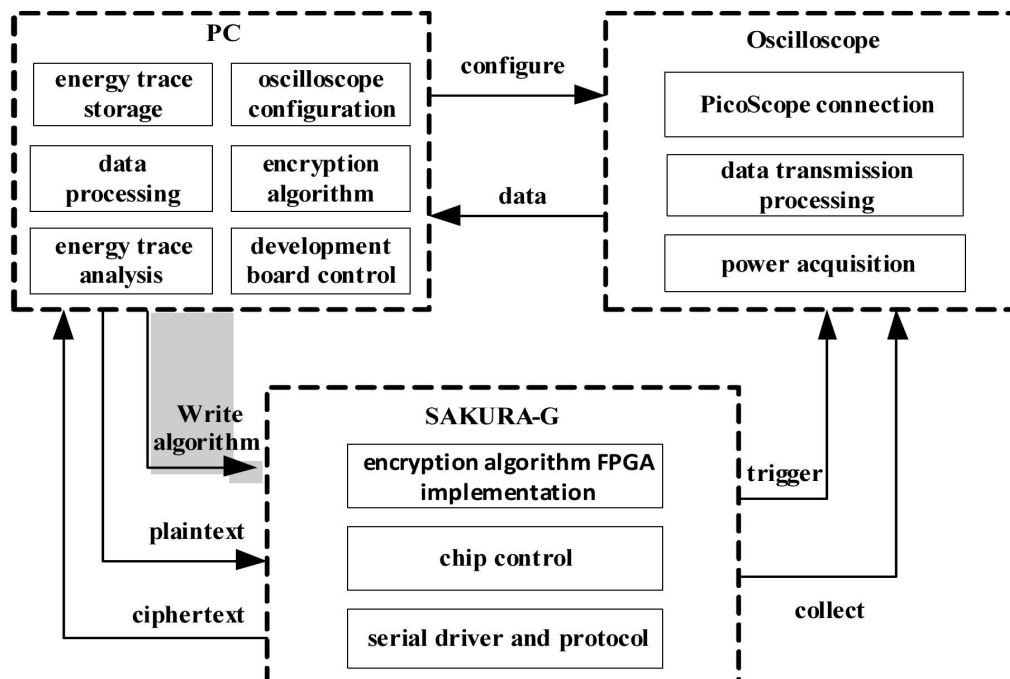 PC
energy trace
storage
oscilloscope
configuration
data
processing
encryption
algorithm
energy trace
analysis
development
board control
configure
data
Oscilloscope
PicoScope connection
data transmission
processing
power acquisition
Write
algorithm
plaintext
ciphertext
SAKURA-G
encryption algorithm FPGA
implementation
chip control
serial driver and protocol
trigger
collect